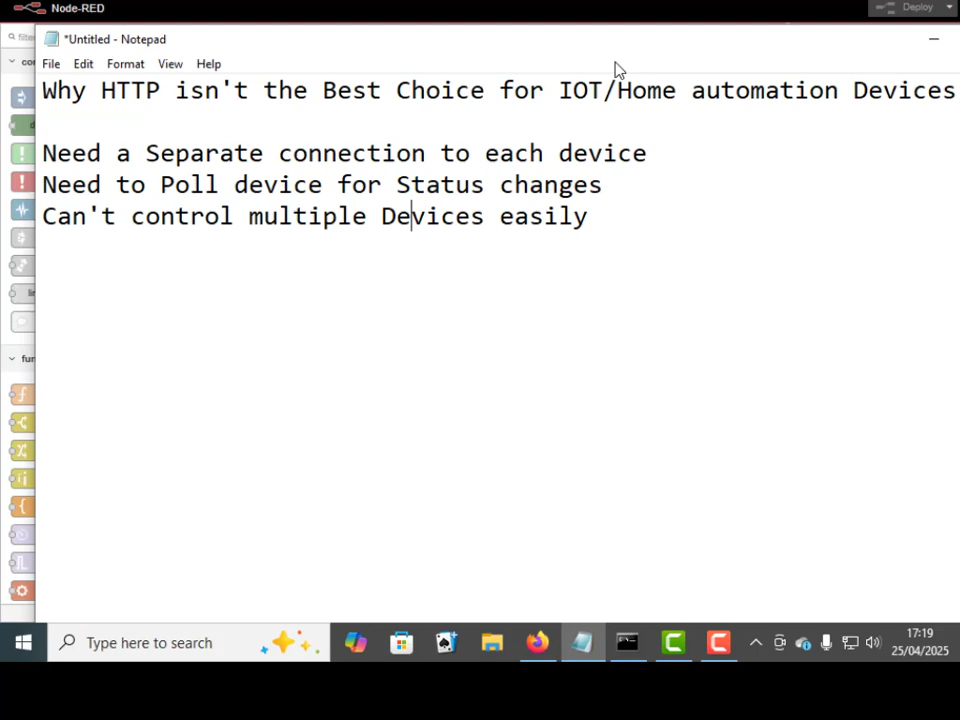 Node-RED
Deploy
filte
*Untitled - Notepad
File Edit Format View Help
Why HTTP isn't the Best Choice for IOT/Home automation Devices
Need a Separate connection to each device
Need to Poll device for Status changes
Can't control multiple Devices easily
Type here to search
17:19
25/04/2025